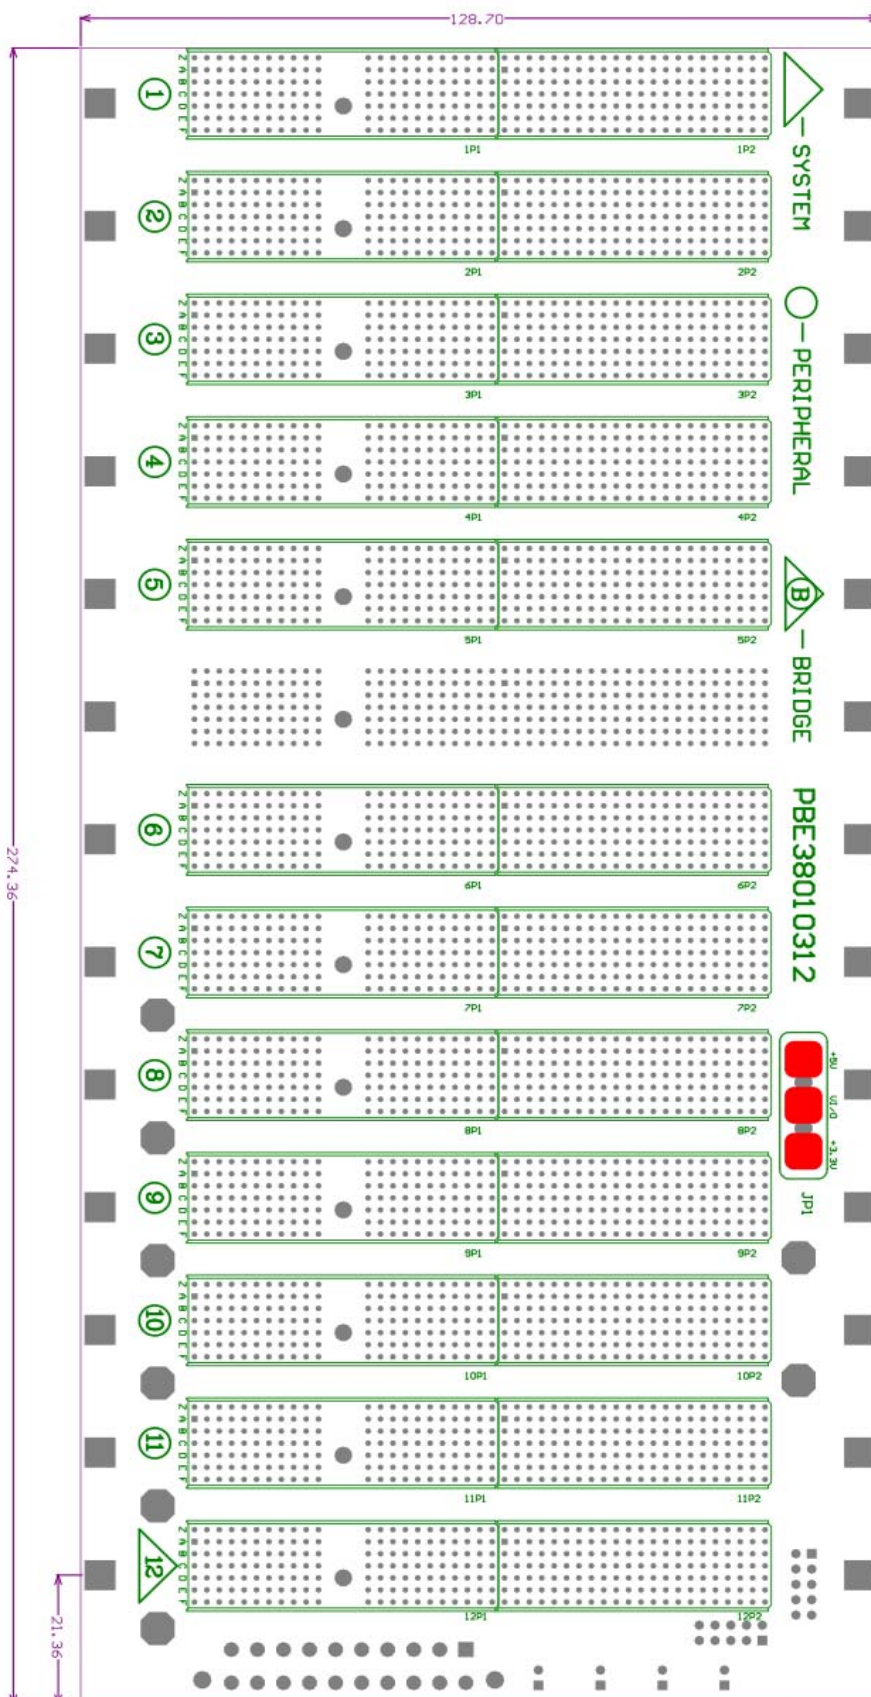 128.70
274.36
21.36
1
Z A B C D E F
1P1
1P2
2
Z A B C D E F
2P1
2P2
3
Z A B C D E F
3P1
3P2
4
Z A B C D E F
4P1
4P2
5
Z A B C D E F
5P1
5P2
6
Z A B C D E F
6P1
6P2
7
Z A B C D E F
7P1
7P2
8
Z A B C D E F
8P1
8P2
9
Z A B C D E F
9P1
9P2
10
Z A B C D E F
10P1
10P2
11
Z A B C D E F
11P1
11P2
12
Z A B C D E F
12P1
12P2
— SYSTEM
— PERIPHERAL
B — BRIDGE
PBE38010312
+5V
VI/O
+3.3V
JP1